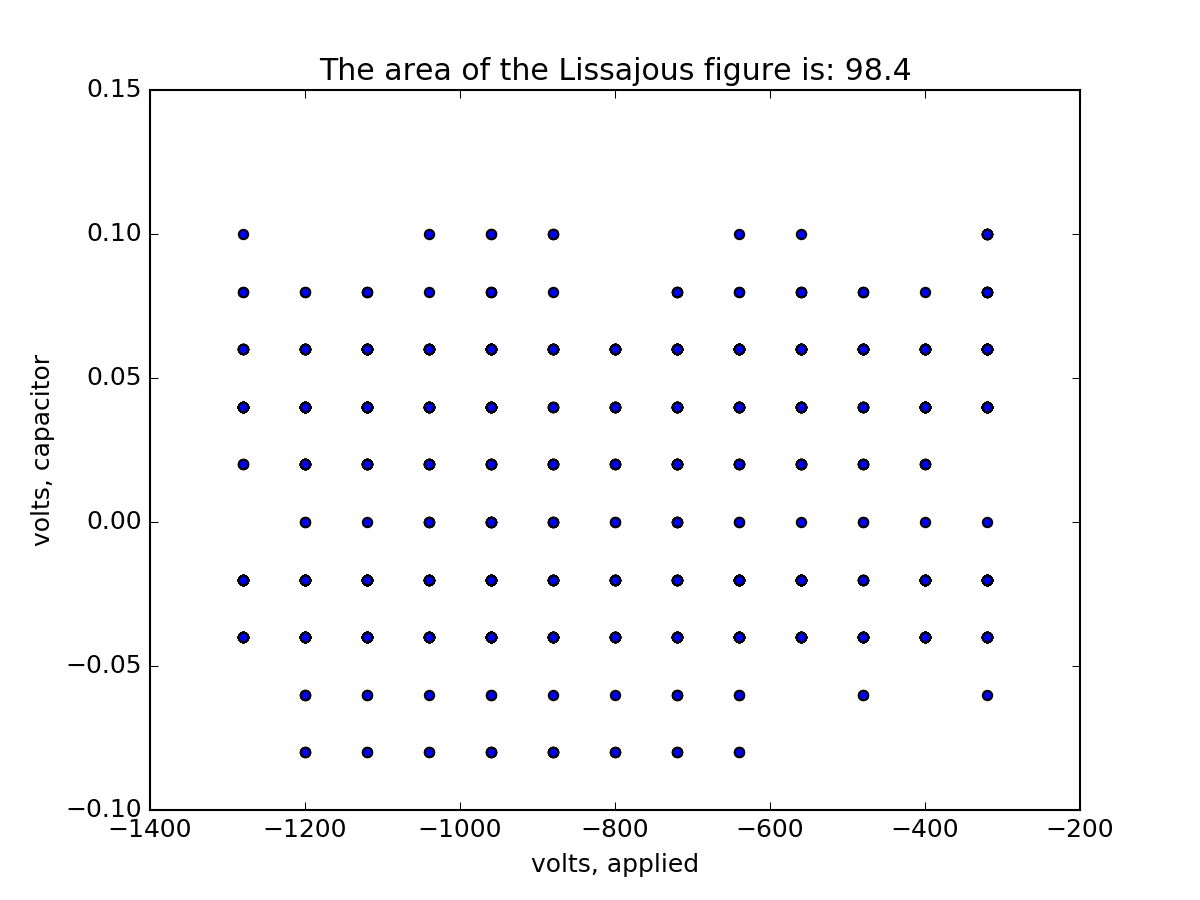 The area of the Lissajous figure is: 98.4
0.15
0.10
0.05
0.00
−0.05
−0.10
volts, capacitor
−1400 −1200 −1000 −800 −600 −400 −200
volts, applied